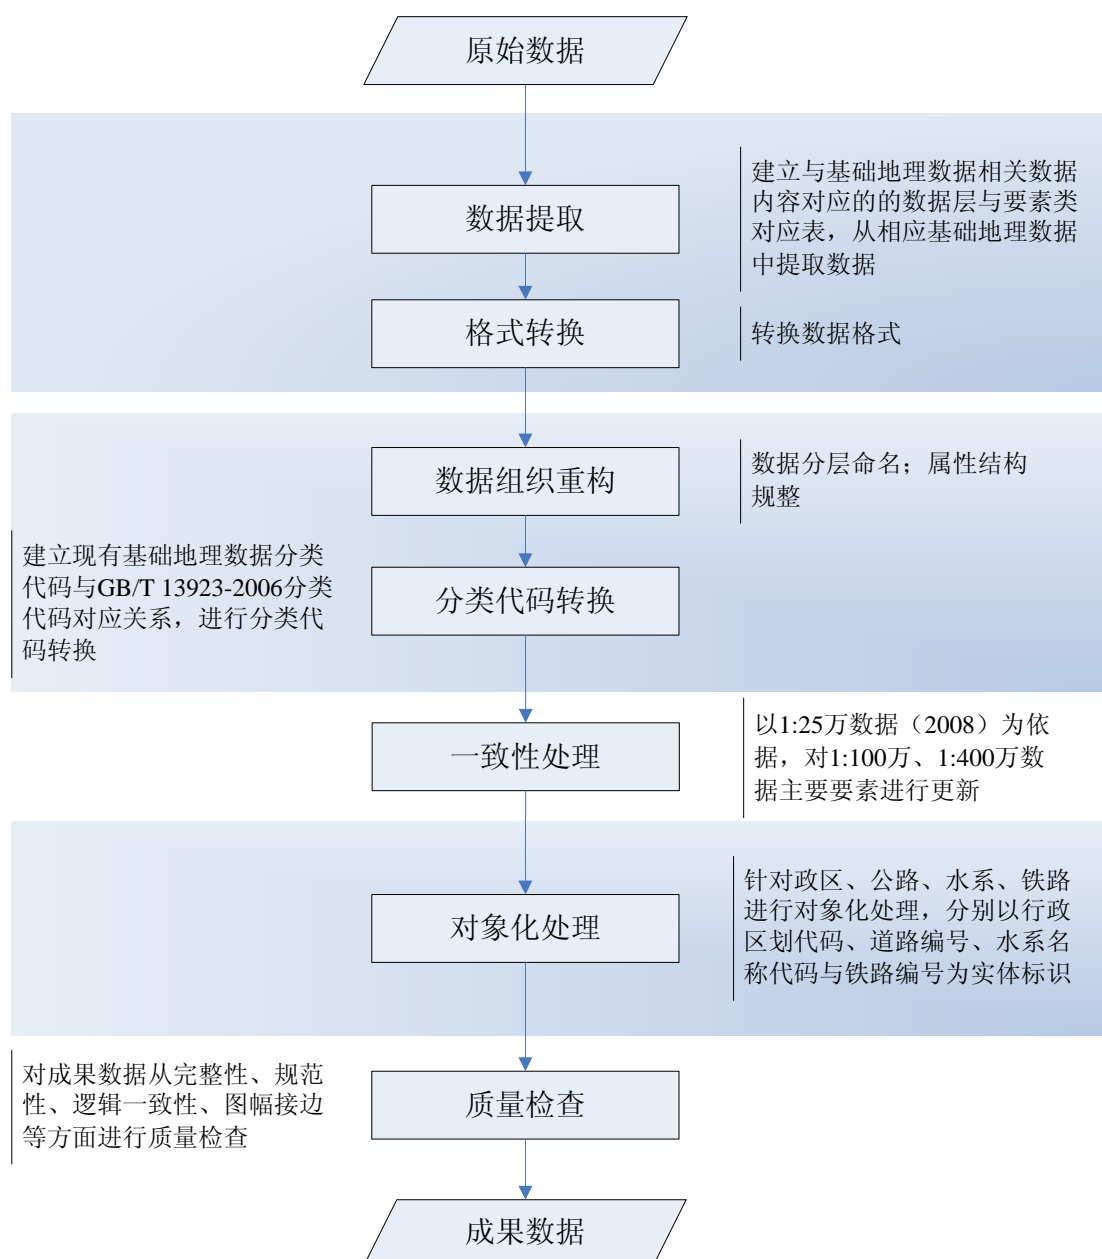 原始数据
数据提取
建立与基础地理数据相关数据
内容对应的的数据层与要素类
对应表，从相应基础地理数据
中提取数据
格式转换
转换数据格式
数据组织重构
数据分层命名；属性结构
规整
建立现有基础地理数据分类
代码与GB/T 13923-2006分类
代码对应关系，进行分类代
码转换
分类代码转换
一致性处理
以1:25万数据（2008）为依
据，对1:100万、1:400万数
据主要要素进行更新
对象化处理
针对政区、公路、水系、铁路
进行对象化处理，分别以行政
区划代码、道路编号、水系名
称代码与铁路编号为实体标识
对成果数据从完整性、规范
性、逻辑一致性、图幅接边
等方面进行质量检查
质量检查
成果数据